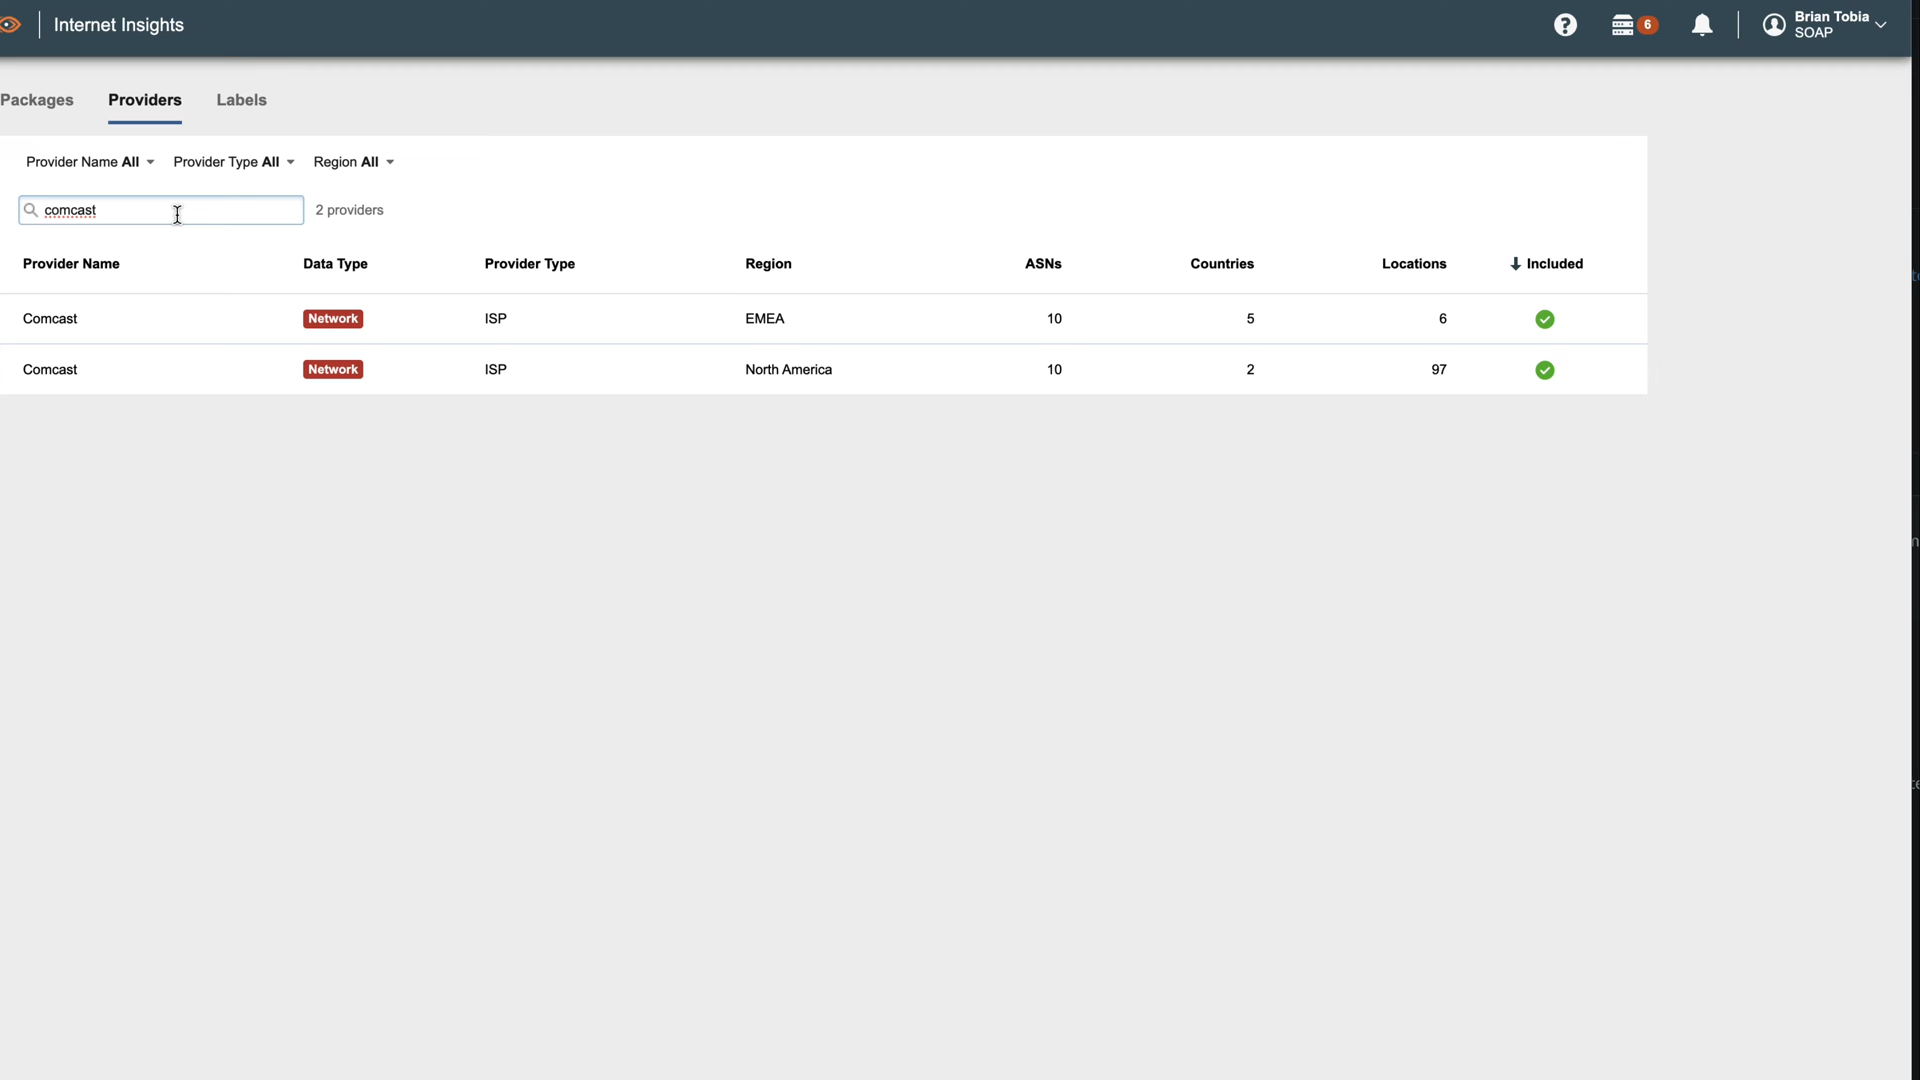 Internet Insights
6
Brian Tobia
SOAP
Packages Providers Labels
Provider Name All Provider Type All Region All
comcast 2 providers
Provider Name Data Type Provider Type Region ASNs Countries Locations Included
Comcast Network ISP EMEA 10 5 6
Comcast Network ISP North America 10 2 97